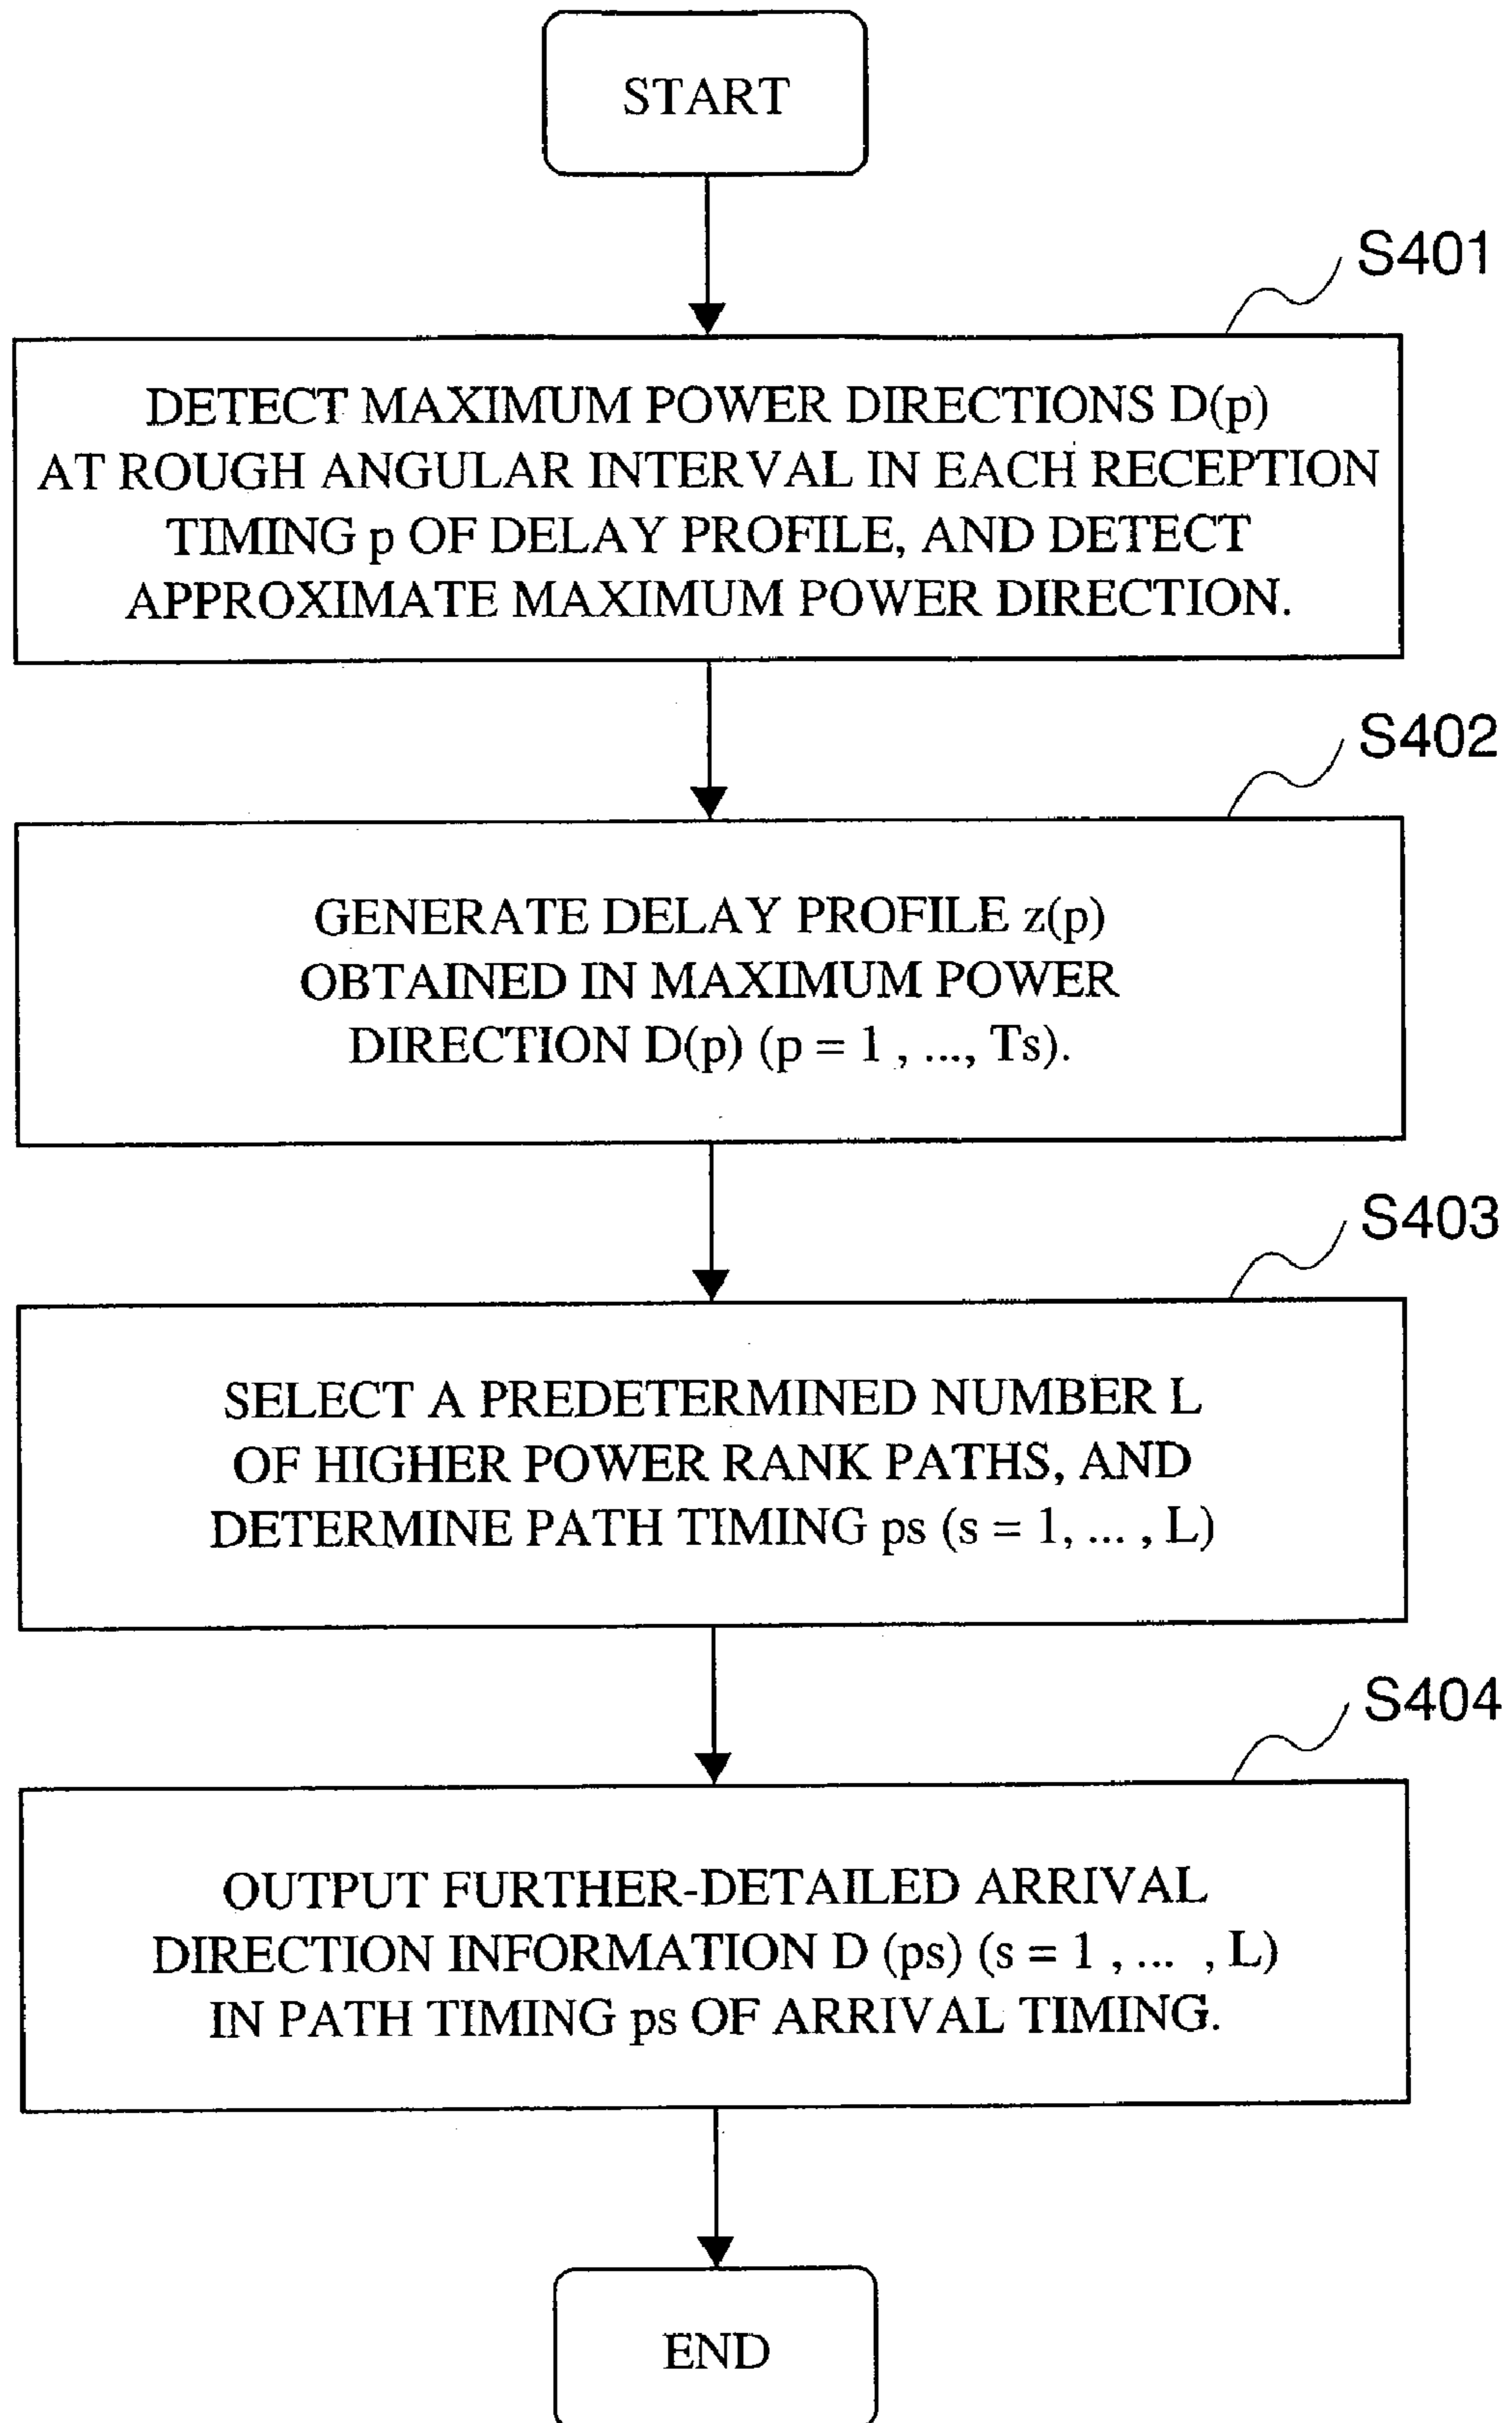 START
S401
DETECT MAXIMUM POWER DIRECTIONS D(p)
AT ROUGH ANGULAR INTERVAL IN EACH RECEPTION
TIMING p OF DELAY PROFILE, AND DETECT
APPROXIMATE MAXIMUM POWER DIRECTION.
S402
GENERATE DELAY PROFILE z(p)
OBTAINED IN MAXIMUM POWER
DIRECTION D(p) (p = 1 , ..., Ts).
S403
SELECT A PREDETERMINED NUMBER L
OF HIGHER POWER RANK PATHS, AND
DETERMINE PATH TIMING ps (s = 1, ... , L)
S404
OUTPUT FURTHER-DETAILED ARRIVAL
DIRECTION INFORMATION D (ps) (s = 1 , ... , L)
IN PATH TIMING ps OF ARRIVAL TIMING.
END